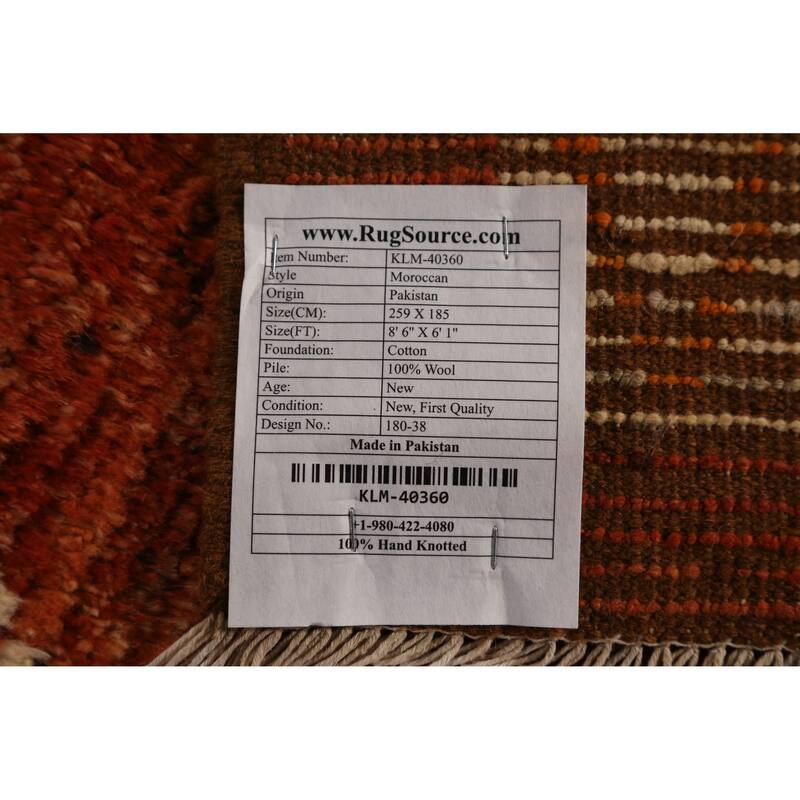 www.RugSource.com
Item Number: KLM-40360
Style Moroccan
Origin Pakistan
Size(CM): 259 X 185
Size(FT): 8' 6" X 6' 1"
Foundation: Cotton
Pile: 100% Wool
Age: New
Condition: New, First Quality
Design No.: 180-38
Made in Pakistan
KLM-40360
+1-980-422-4080
100% Hand Knotted